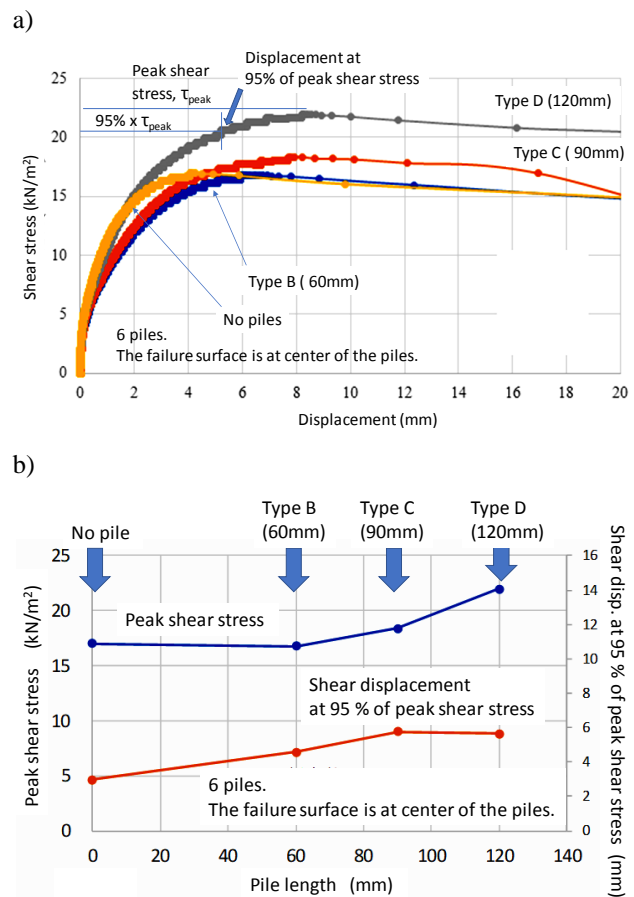 a)
Peak shear
stress, τpeak
95% x τpeak
Displacement at
95% of peak shear stress
Type D (120mm)
Type C ( 90mm)
Type B ( 60mm)
No piles
6 piles.
The failure surface is at center of the piles.
Shear stress (kN/m²)
25
20
15
10
5
0
0 2 4 6 8 10 12 14 16 18 20
Displacement (mm)
b)
No pile
Type B
(60mm)
Type C
(90mm)
Type D
(120mm)
Peak shear stress
Shear displacement
at 95 % of peak shear stress
6 piles.
The failure surface is at center of the piles.
Peak shear stress (kN/m²)
25
20
15
10
5
0
Shear disp. at 95 % of peak shear stress (mm)
16
14
12
10
8
6
4
2
0
0 20 40 60 80 100 120 140
Pile length (mm)